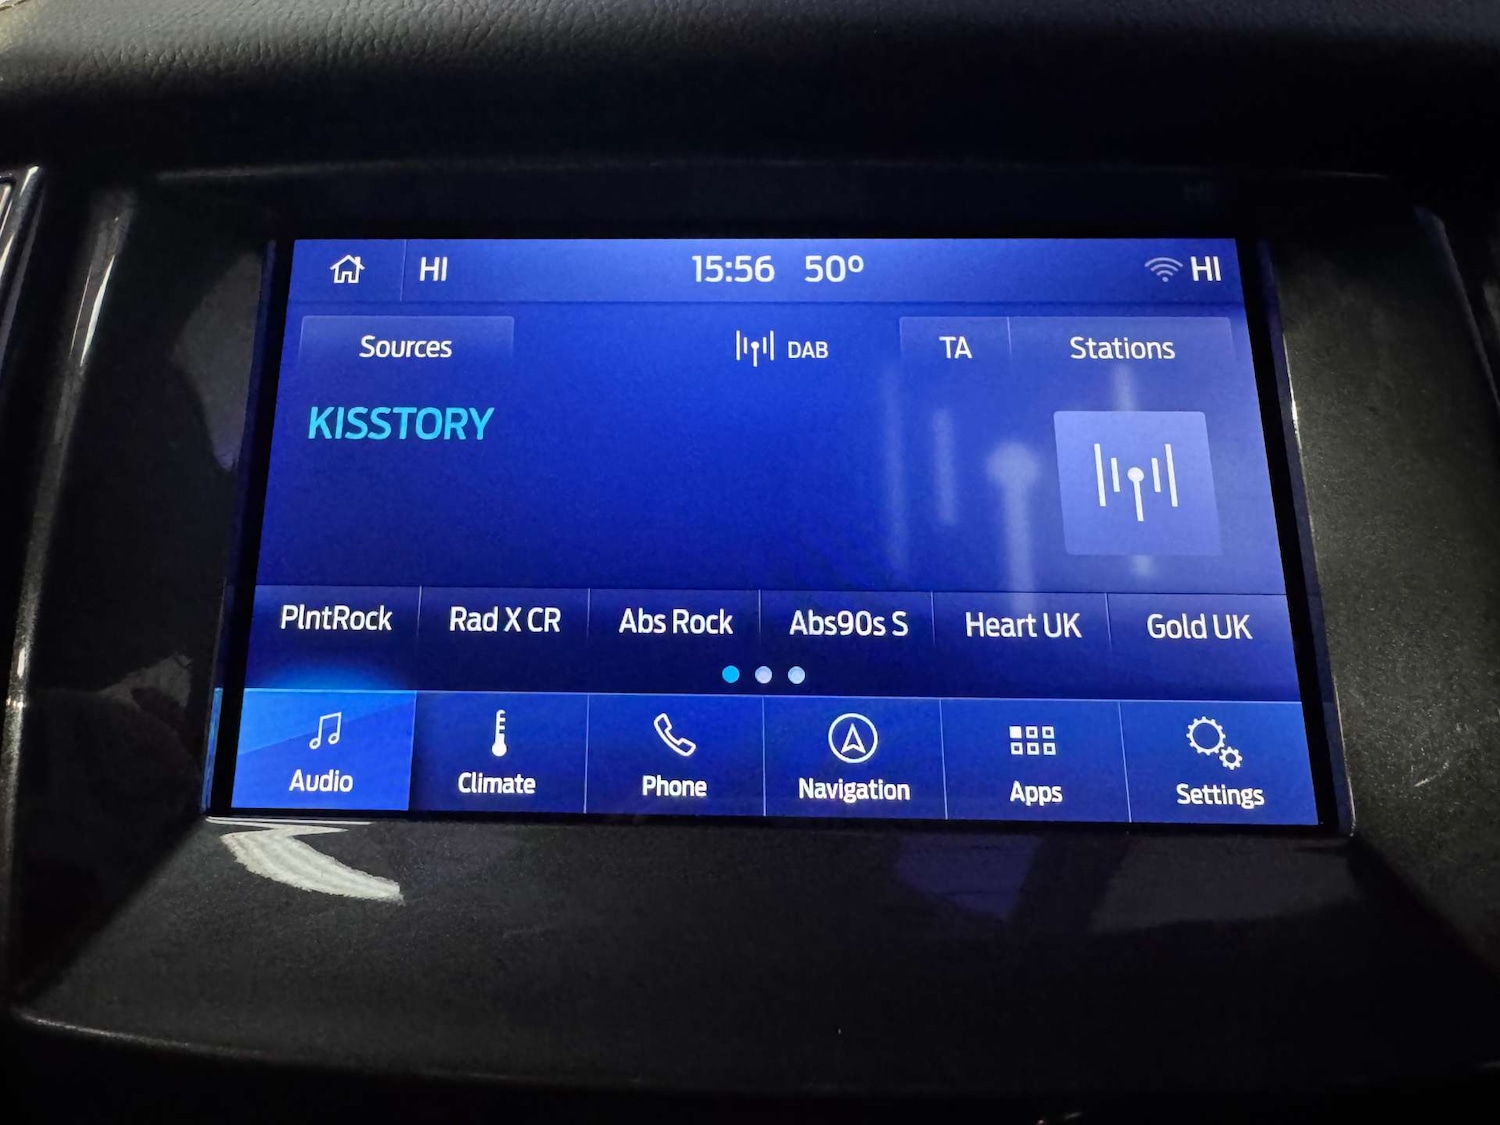 HI 15:56 50° HI
Sources DAB TA Stations
KISSTORY
PlntRock Rad X CR Abs Rock Abs90s S Heart UK Gold UK
Audio Climate Phone Navigation Apps Settings